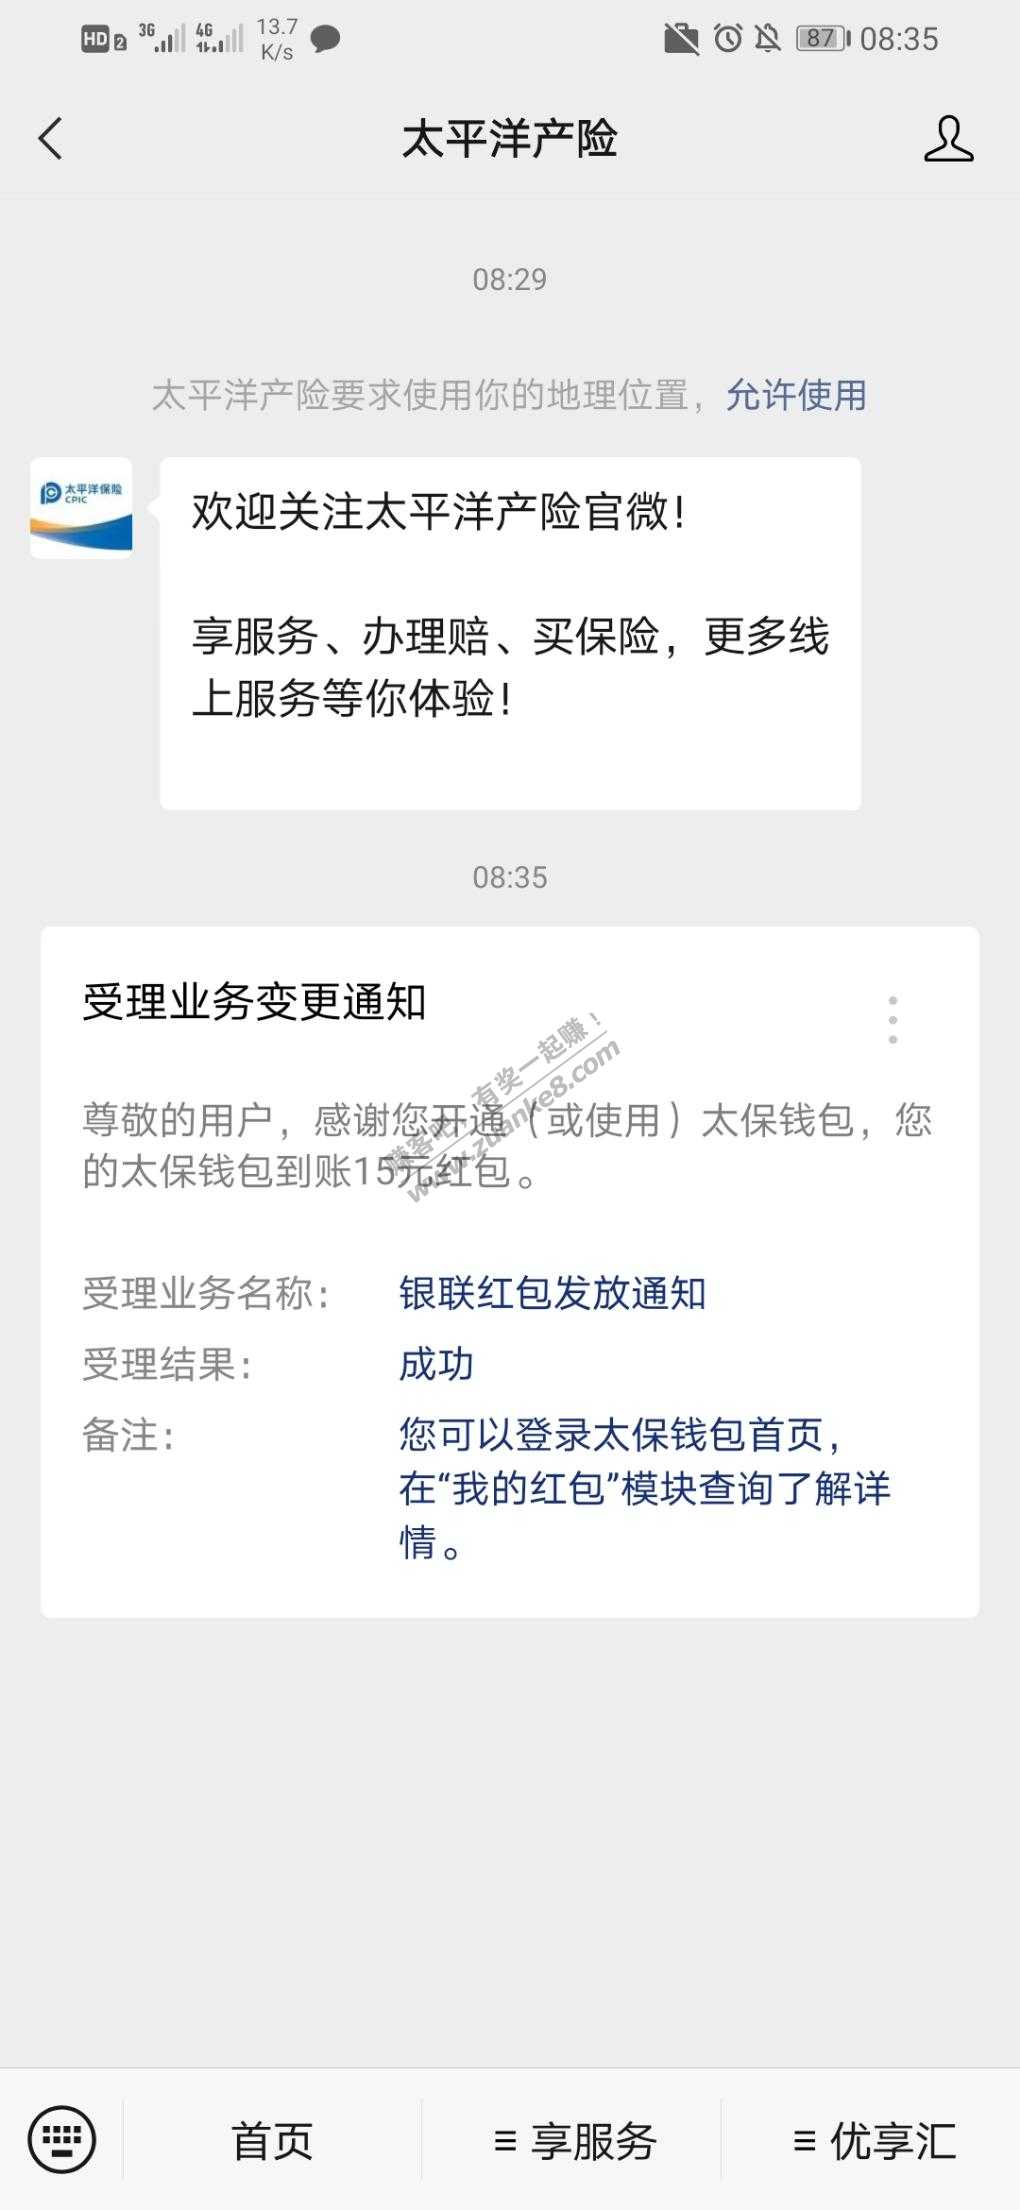 HD 2 3G 4G 13.7 K/s 87 08:35
太平洋产险
08:29
太平洋产险要求使用你的地理位置，允许使用
太平洋保险
CPIC
欢迎关注太平洋产险官微！
享服务、办理赔、买保险，更多线
上服务等你体验！
08:35
受理业务变更通知
尊敬的用户，感谢您开通（或使用）太保钱包，您
的太保钱包到账15元红包。
赚客吧，有奖一起赚！
www.zuanke8.com
受理业务名称： 银联红包发放通知
受理结果： 成功
备注： 您可以登录太保钱包首页，
在“我的红包”模块查询了解详
情。
首页 享服务 优享汇